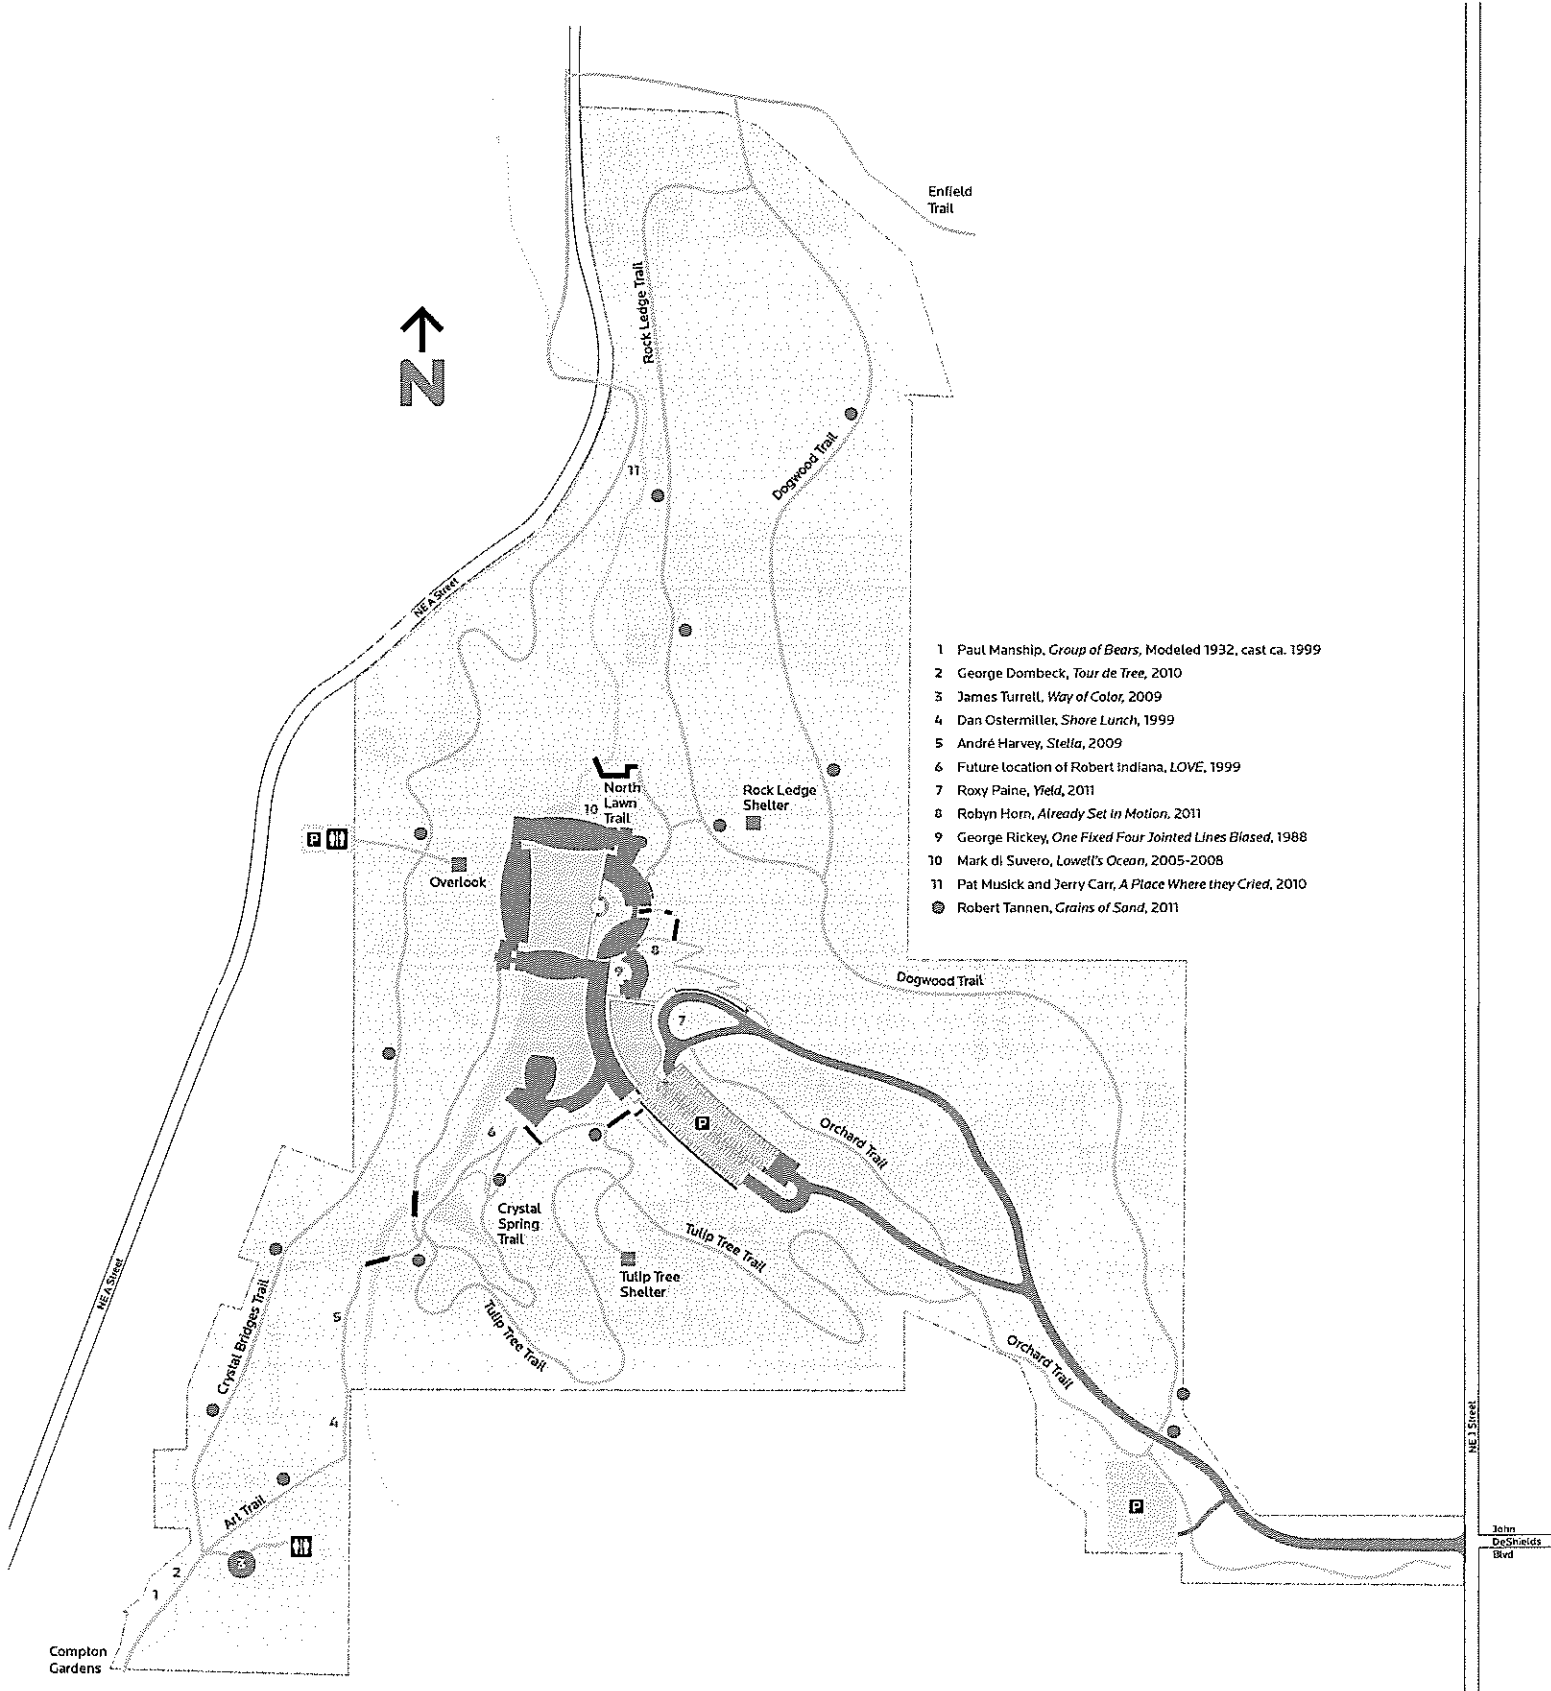 Enfield
Trail
Rock Ledge Trail
N
Dogwood Trail
11
NE A Street
1 Paul Manship, Group of Bears, Modeled 1932, cast ca. 1999
2 George Dombeck, Tour de Tree, 2010
3 James Turrell, Way of Color, 2009
4 Dan Ostermiller, Shore Lunch, 1999
5 André Harvey, Stella, 2009
6 Future location of Robert Indiana, LOVE, 1999
7 Roxy Paine, Yield, 2011
8 Robyn Horn, Already Set in Motion, 2011
9 George Rickey, One Fixed Four Jointed Lines Biased, 1988
10 Mark di Suvero, Lowell's Ocean, 2005-2008
11 Pat Musick and Jerry Carr, A Place Where they Cried, 2010
Robert Tannen, Grains of Sand, 2011
North
Lawn
Trail
10
Rock Ledge
Shelter
P
Overlook
8
9
Dogwood Trail
7
P
6
Orchard Trail
Crystal
Spring
Trail
Tulip Tree Trail
Tulip Tree
Shelter
NE A Street
5
Crystal Bridges Trail
Tulip Tree Trail
Orchard Trail
4
NE J Street
Art Trail
P
John
DeShields
Blvd
3
2
1
Compton
Gardens